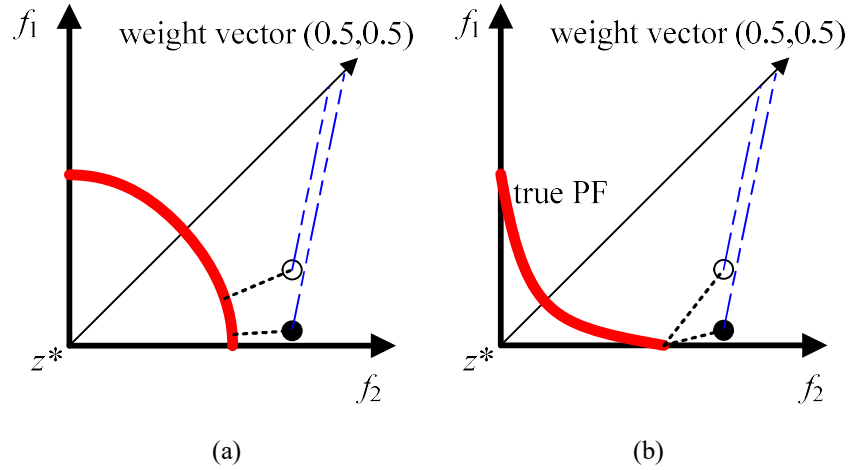 f1 weight vector (0.5,0.5)
z*
f2
(a)
f1 weight vector (0.5,0.5)
true PF
z*
f2
(b)